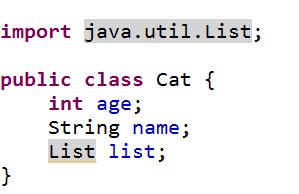 import java.util.List;
public class Cat {
    int age;
    String name;
    List list;
}